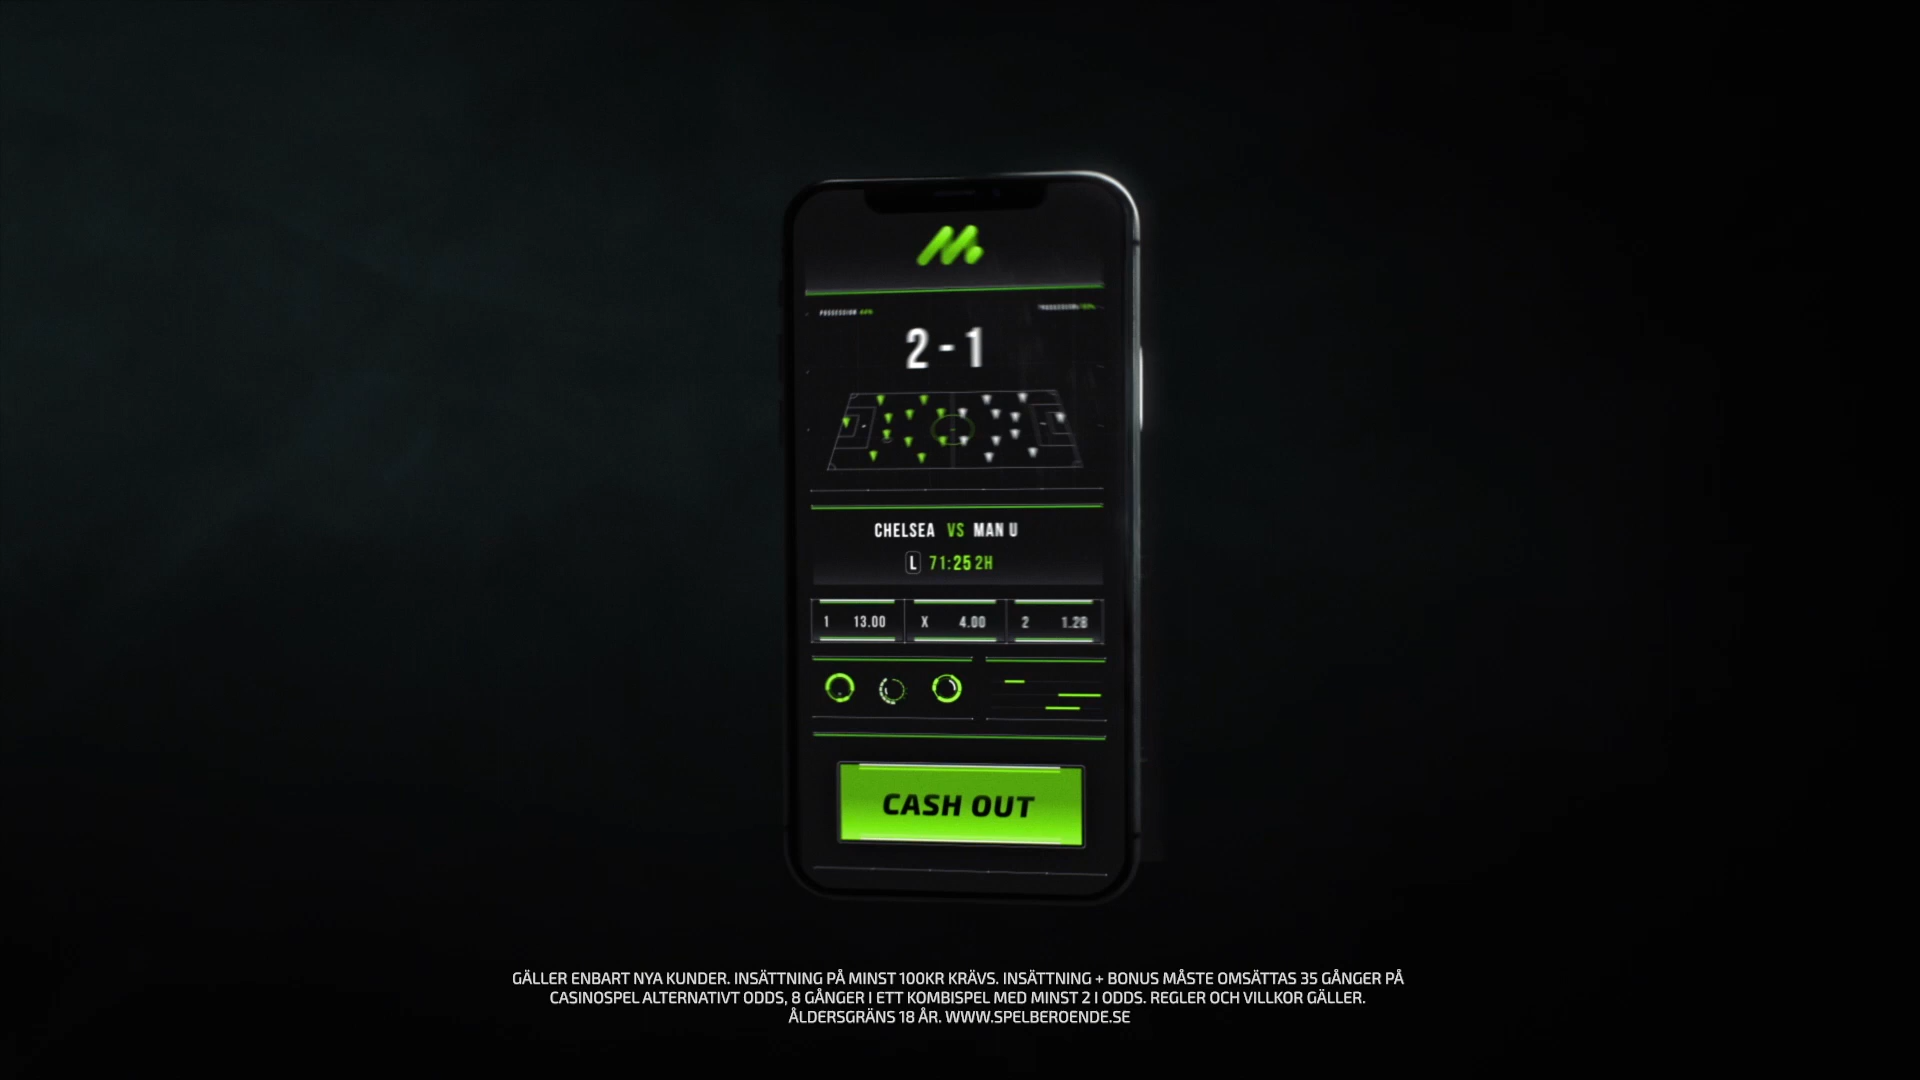 POSSESSION
2 - 1
CHELSEA VS MAN U
L 71:25 2H
1 13.00 X 4.00 2 1.28
CASH OUT
GÄLLER ENBART NYA KUNDER. INSÄTTNING PÅ MINST 100KR KRÄVS. INSÄTTNING + BONUS MÅSTE OMSÄTTAS 35 GÅNGER PÅ
CASINOSPEL ALTERNATIVT ODDS, 8 GÅNGER I ETT KOMBISPEL MED MINST 2 I ODDS. REGLER OCH VILLKOR GÄLLER.
ÅLDERSGRÄNS 18 ÅR. WWW.SPELBEROENDE.SE